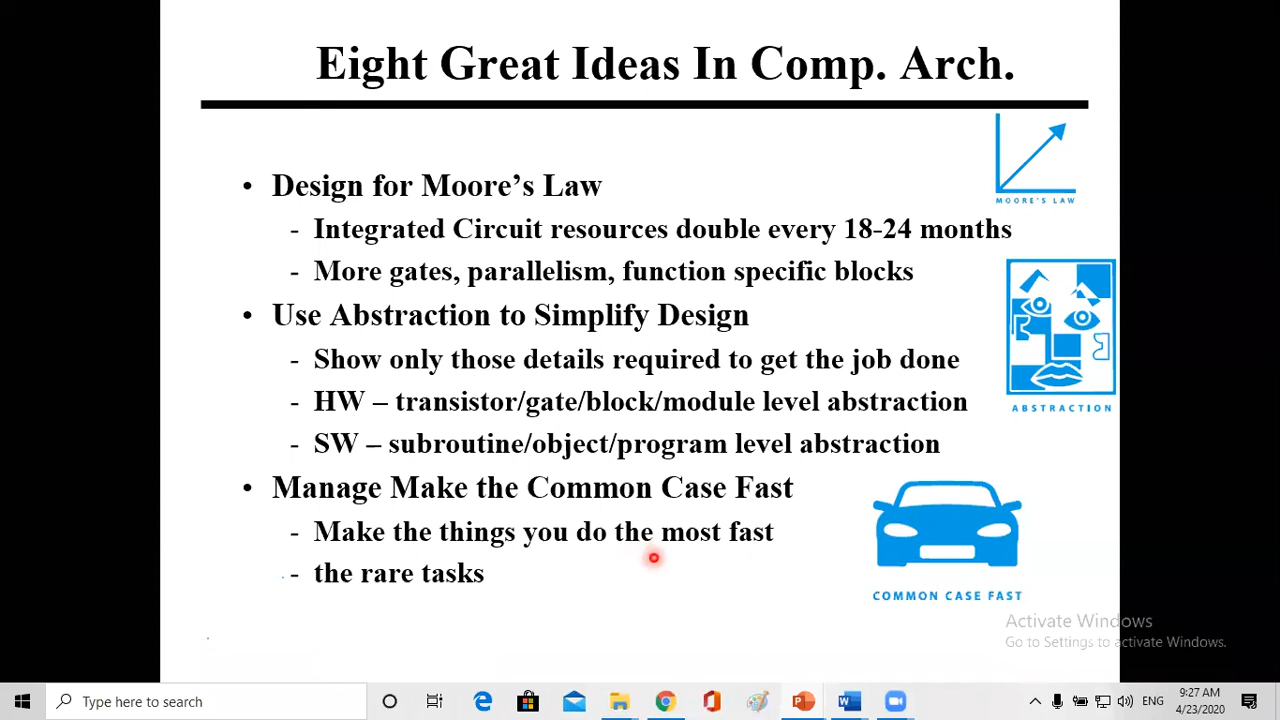 Eight Great Ideas In Comp. Arch.
MOORE'S LAW
• Design for Moore's Law
- Integrated Circuit resources double every 18-24 months
- More gates, parallelism, function specific blocks
• Use Abstraction to Simplify Design
- Show only those details required to get the job done
- HW – transistor/gate/block/module level abstraction
ABSTRACTION
- SW – subroutine/object/program level abstraction
• Manage Make the Common Case Fast
- Make the things you do the most fast
- the rare tasks
COMMON CASE FAST
Activate Windows
Go to Settings to activate Windows.
Type here to search
ENG
9:27 AM
4/23/2020